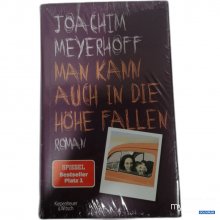 JOACHIM
MEYERHOFF
MAN KANN
AUCH IN DIE
HÖHE FALLEN
ROMAN
SPIEGEL
Bestseller
Platz 1
Kiepenheuer
& Witsch